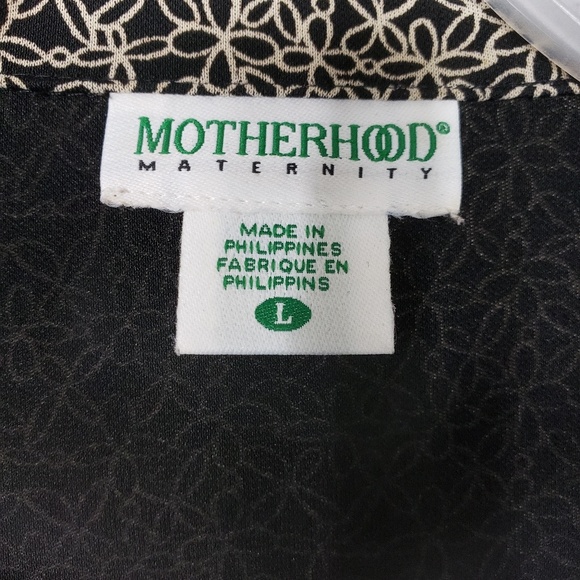 MOTHERHOOD®
MATERNITY
MADE IN
PHILIPPINES
FABRIQUE EN
PHILIPPINS
L